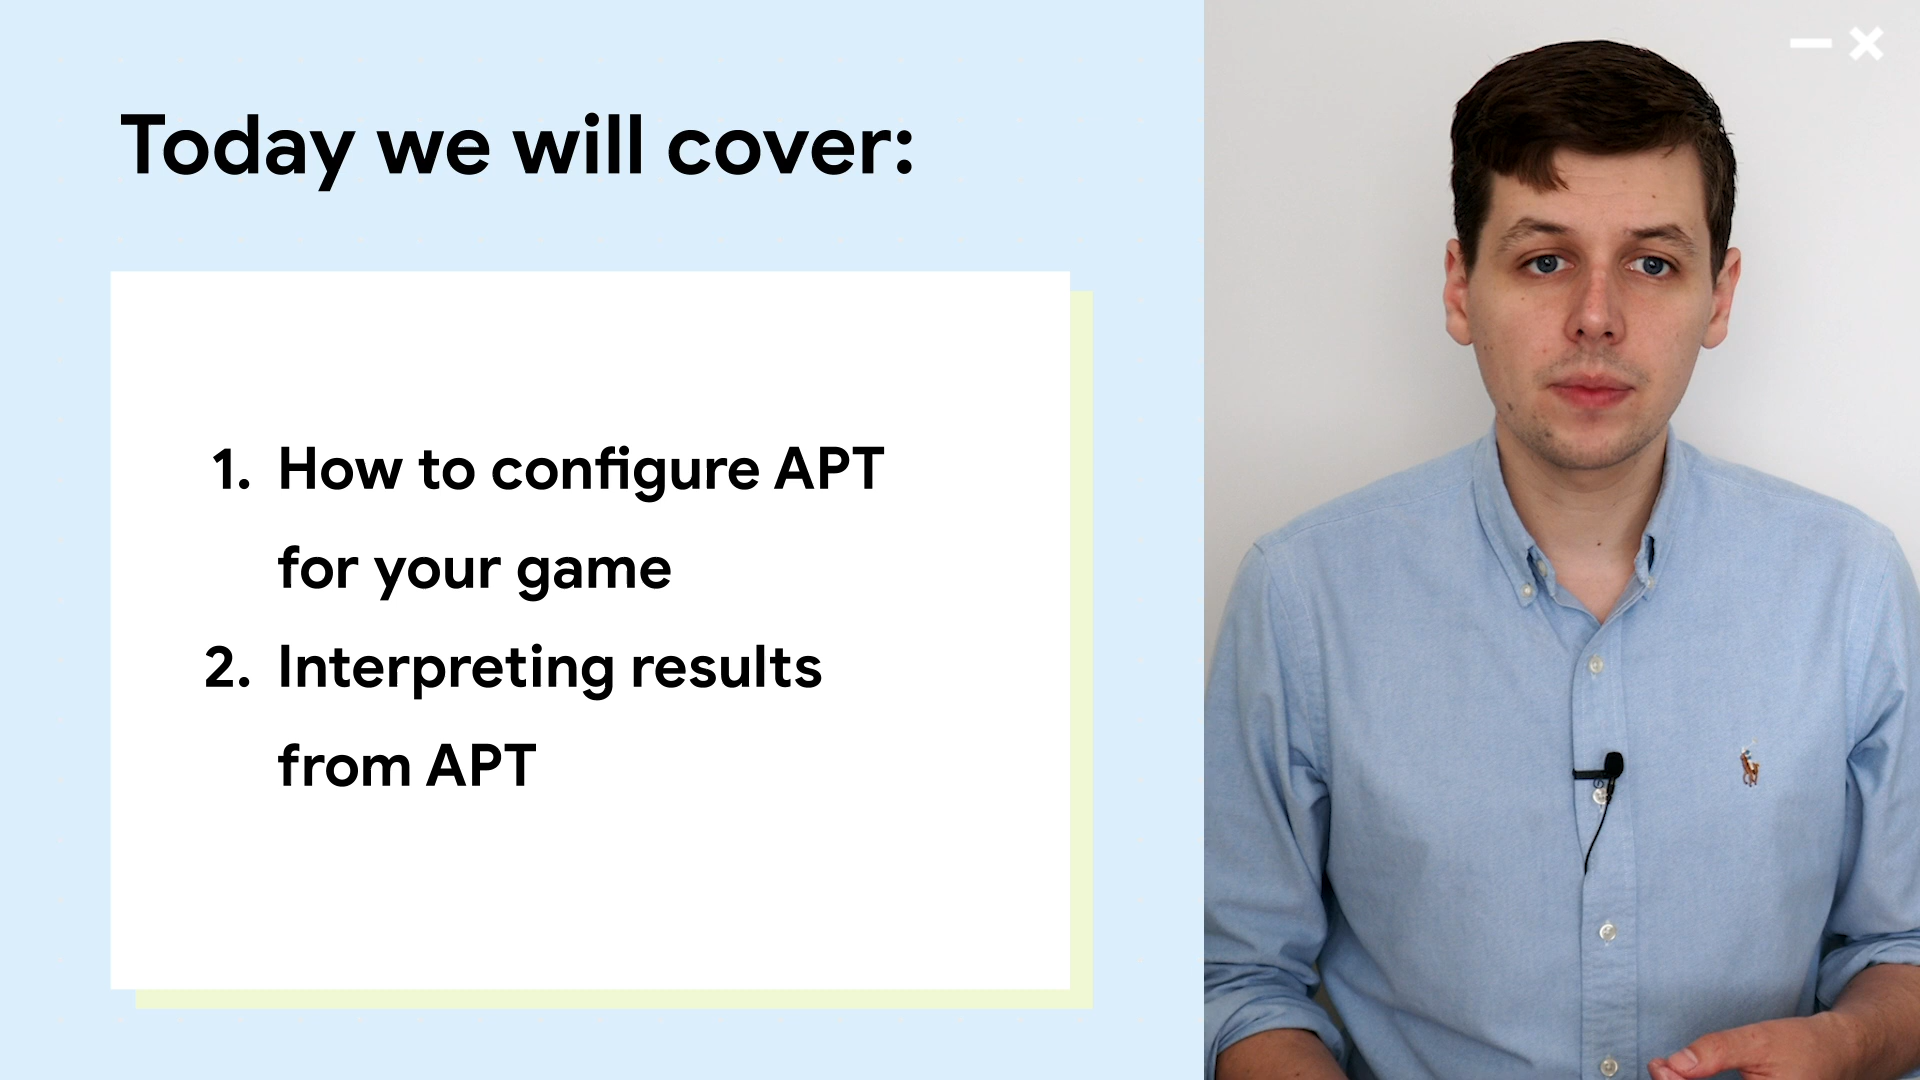 Today we will cover:
1. How to configure APT
for your game
2. Interpreting results
from APT